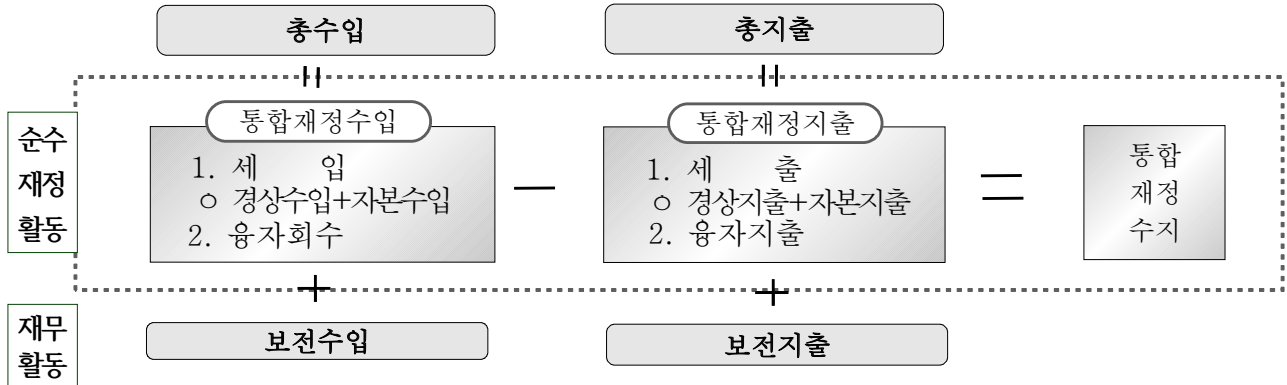 총수입
총지출
순수
재정
활동
통합재정수입
1. 세 입
ㅇ 경상수입+자본수입
2. 융자회수
통합재정지출
1. 세 출
ㅇ 경상지출+자본지출
2. 융자지출
통합
재정
수지
재무
활동
보전수입
보전지출